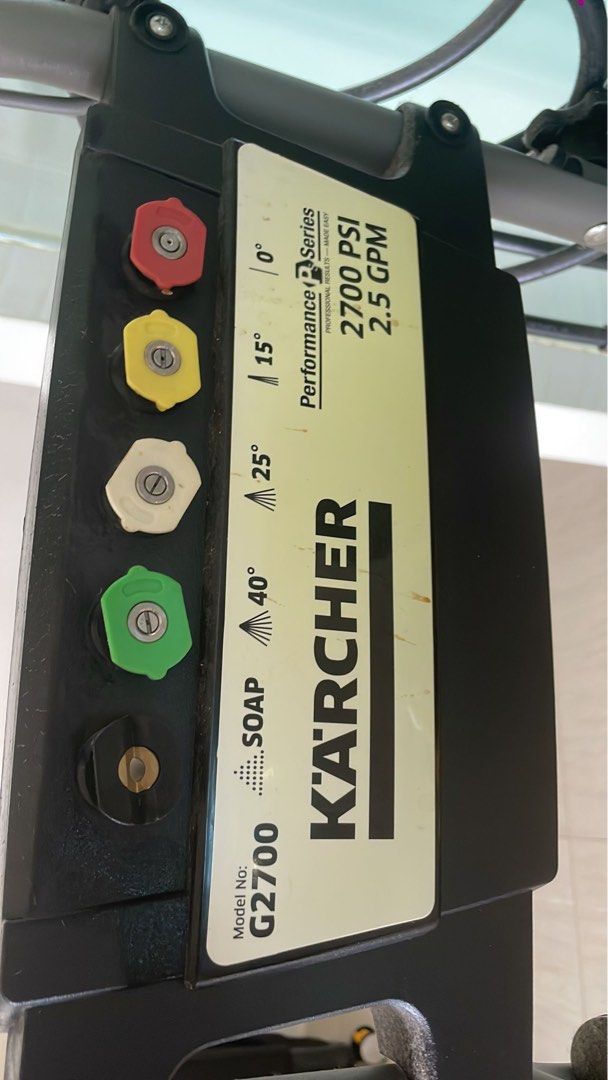 Model No:
G2700
SOAP
40°
25°
15°
0°
KÄRCHER
Performance P Series
PROFESSIONAL RESULTS — MADE EASY
2700 PSI
2.5 GPM